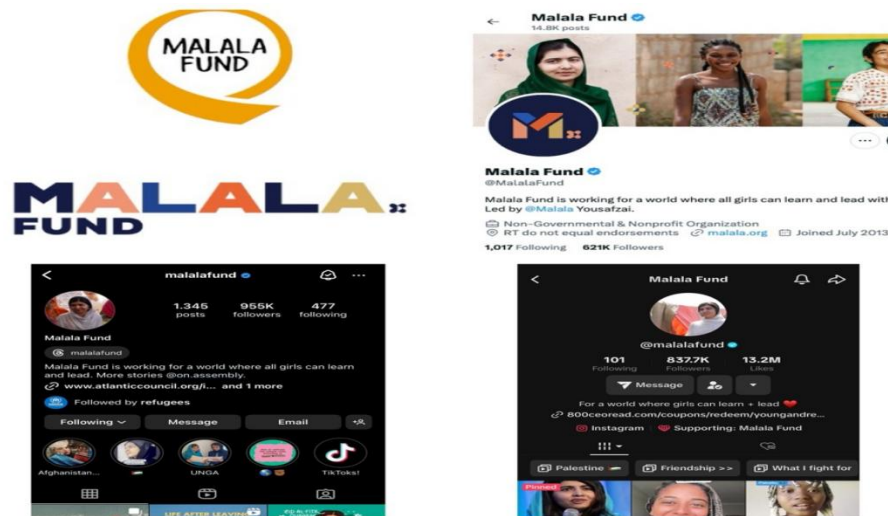 MALALA
FUND
MALALA
FUND
Malala Fund
14.8K posts
M
Malala Fund
@MalalaFund
Malala Fund is working for a world where all girls can learn and lead with
Led by @Malala Yousafzai.
Non-Governmental & Nonprofit Organization
RT do not equal endorsements malala.org Joined July 2013
1,017 Following 621K Followers
malalafund
1.345 955K 477
posts followers following
Malala Fund
malalafund
Malala Fund is working for a world where all girls can learn
and lead. More stories @on.assembly.
www.atlanticcouncil.org/i... and 1 more
Followed by refugees
Following Message Email
Afghanistan... UNGA TikToks!
LIFE AFTER LEAVING
Malala Fund
@malalafund
101 837.7K 13.2M
Following Followers Likes
Message
For a world where girls can learn + lead
800ceoread.com/coupons/redeem/youngandre...
Instagram Supporting: Malala Fund
Palestine Friendship >> What I fight for
Pinned